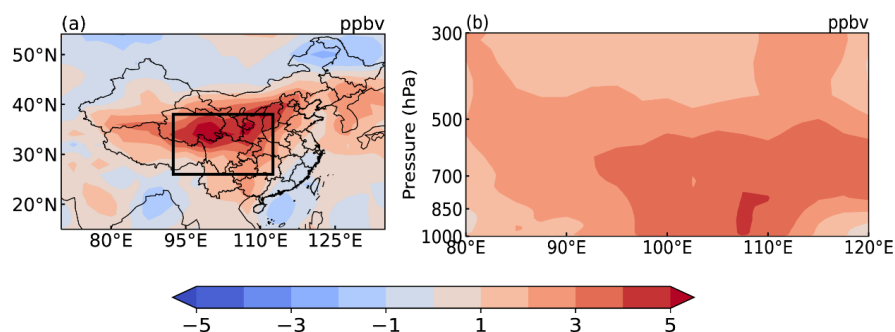 (a) ppbv
50°N
40°N
30°N
20°N
80°E 95°E 110°E 125°E
(b) ppbv
Pressure (hPa)
300
500
700
850
1000
80°E 90°E 100°E 110°E 120°E
−5 −3 −1 1 3 5